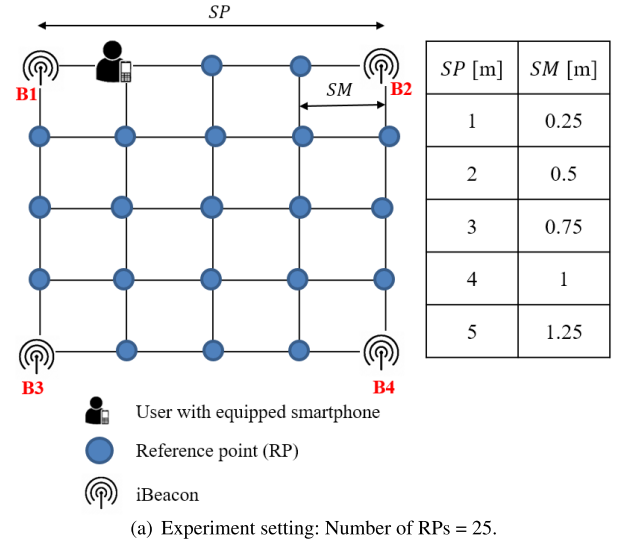 SP
B1
B2
SM
B3
B4
SP [m] SM [m]
1 0.25
2 0.5
3 0.75
4 1
5 1.25
User with equipped smartphone
Reference point (RP)
iBeacon
(a) Experiment setting: Number of RPs = 25.